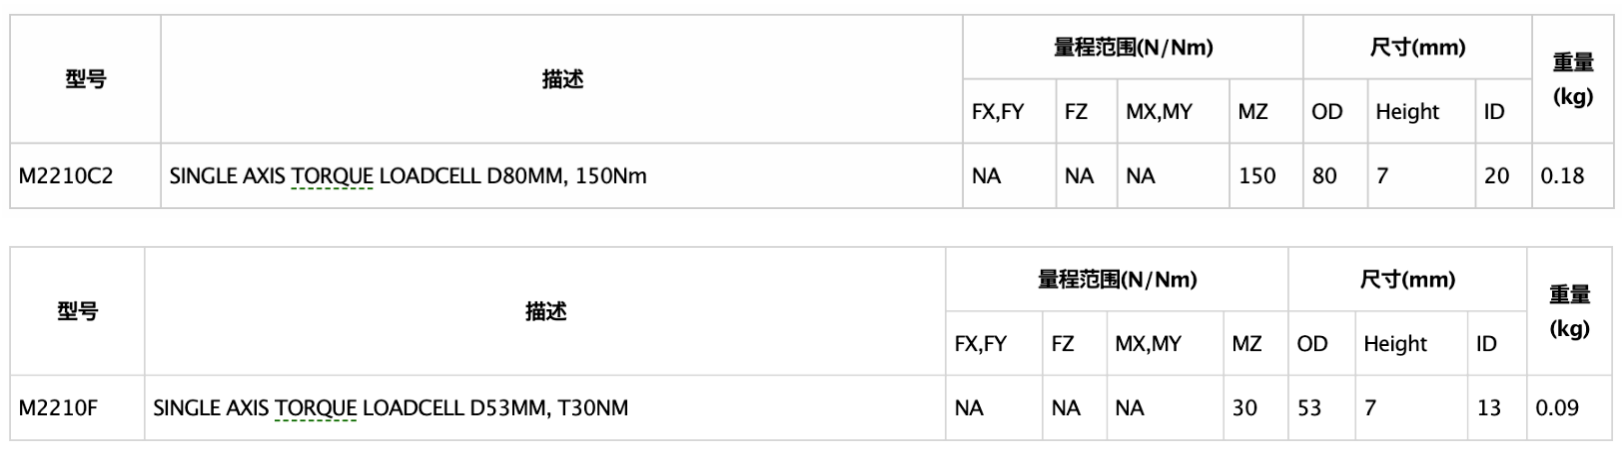 型号 描述 量程范围(N/Nm) 尺寸(mm) 重量(kg)
FX,FY FZ MX,MY MZ OD Height ID
M2210C2 SINGLE AXIS TORQUE LOADCELL D80MM, 150Nm NA NA NA 150 80 7 20 0.18
型号 描述 量程范围(N/Nm) 尺寸(mm) 重量(kg)
FX,FY FZ MX,MY MZ OD Height ID
M2210F SINGLE AXIS TORQUE LOADCELL D53MM, T30NM NA NA NA 30 53 7 13 0.09